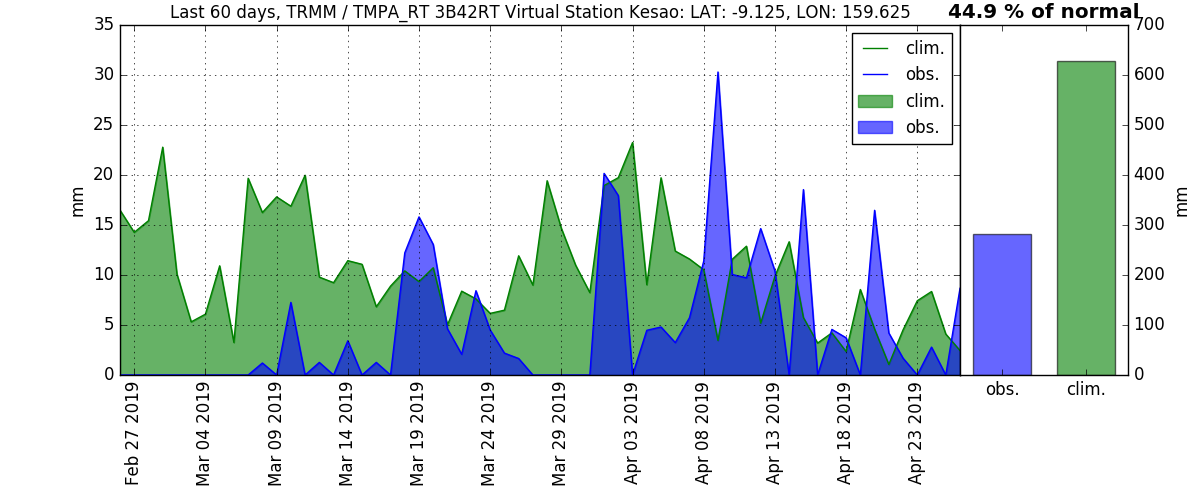 Last 60 days, TRMM / TMPA_RT 3B42RT Virtual Station Kesao: LAT: -9.125, LON: 159.625
44.9 % of normal
35
30
25
20
15
10
5
0
mm
clim.
obs.
clim.
obs.
700
600
500
400
300
200
100
0
mm
obs.
clim.
Feb 27 2019
Mar 04 2019
Mar 09 2019
Mar 14 2019
Mar 19 2019
Mar 24 2019
Mar 29 2019
Apr 03 2019
Apr 08 2019
Apr 13 2019
Apr 18 2019
Apr 23 2019